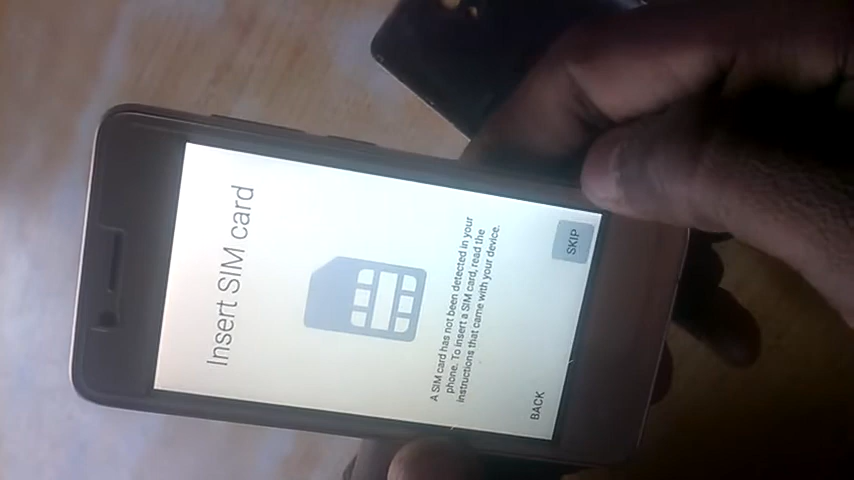 Insert SIM card
A SIM card has not been detected in your
phone. To insert a SIM card, read the
instructions that came with your device.
BACK
SKIP